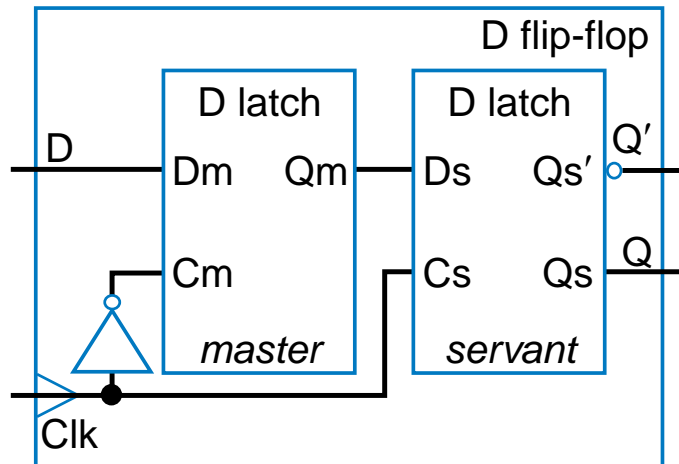 D flip-flop
D latch
D latch
D
Dm
Qm
Ds
Qs′
Q′
Cm
Cs
Qs
Q
master
servant
Clk